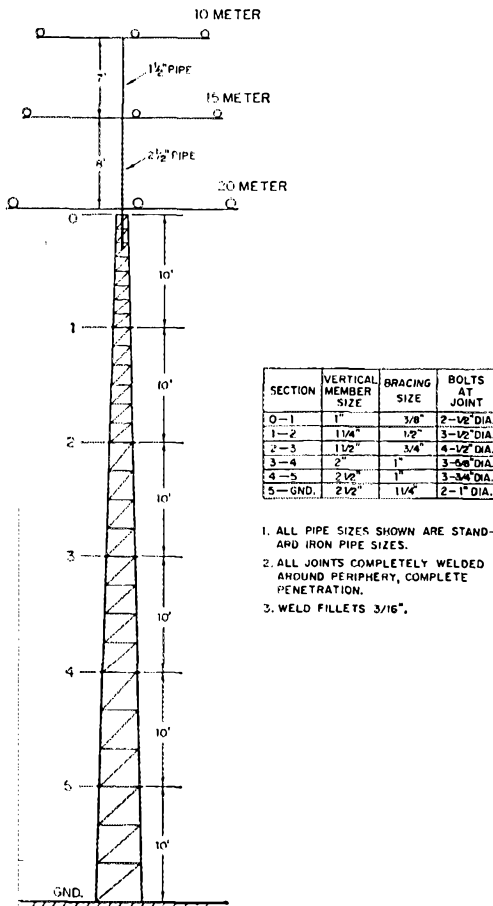 10 METER
1½" PIPE
7'
15 METER
2½" PIPE
8'
20 METER
0
10'
1
10'
2
10'
3
10'
4
10'
5
10'
GND.
SECTION VERTICAL MEMBER SIZE BRACING SIZE BOLTS AT JOINT
0-1 1" 3/8" 2-1/2" DIA.
1-2 1 1/4" 1/2" 3-1/2" DIA.
2-3 1 1/2" 3/4" 4-1/2" DIA.
3-4 2" 1" 3-5/8" DIA.
4-5 2 1/2" 1" 3-3/4" DIA.
5-GND. 2 1/2" 1 1/4" 2-1" DIA.
1. ALL PIPE SIZES SHOWN ARE STAND-
ARD IRON PIPE SIZES.
2. ALL JOINTS COMPLETELY WELDED
AROUND PERIPHERY, COMPLETE
PENETRATION.
3. WELD FILLETS 3/16".